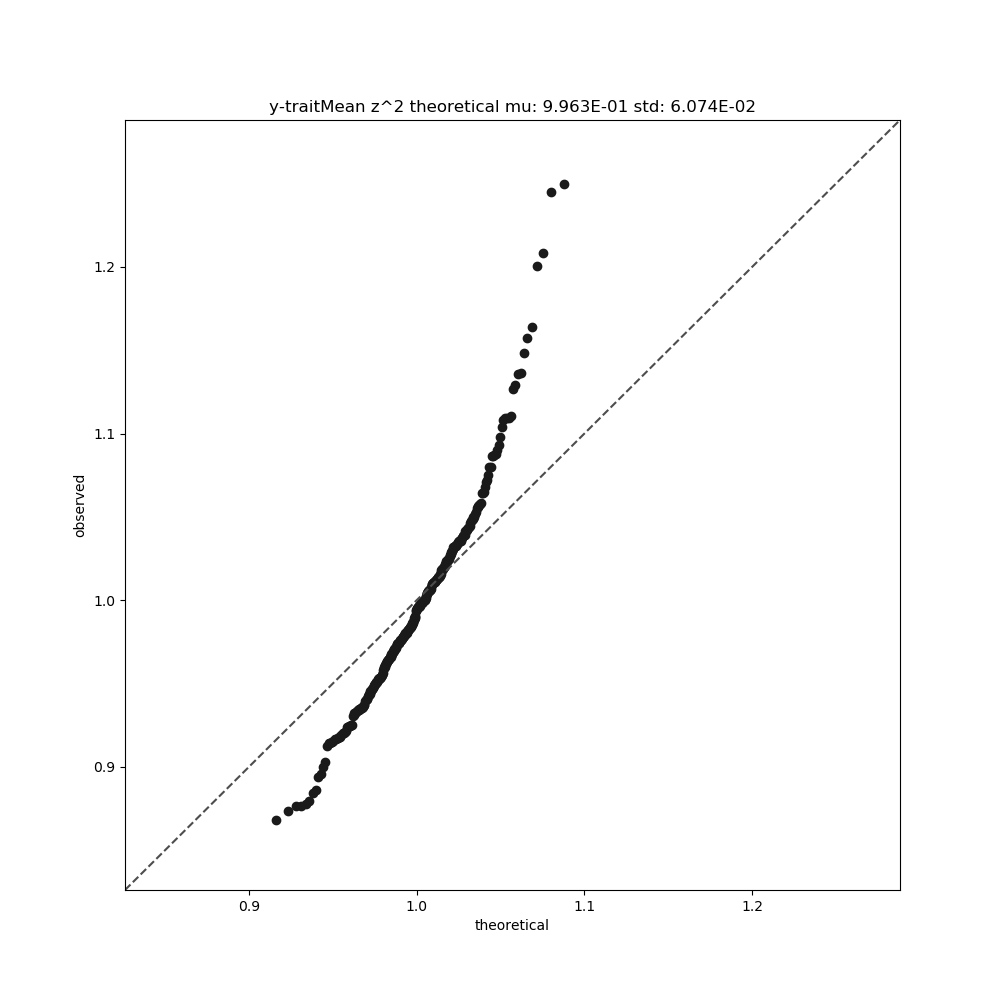 y-traitMean z^2 theoretical mu: 9.963E-01 std: 6.074E-02
1.2
1.1
observed
1.0
0.9
0.9 1.0 1.1 1.2
theoretical